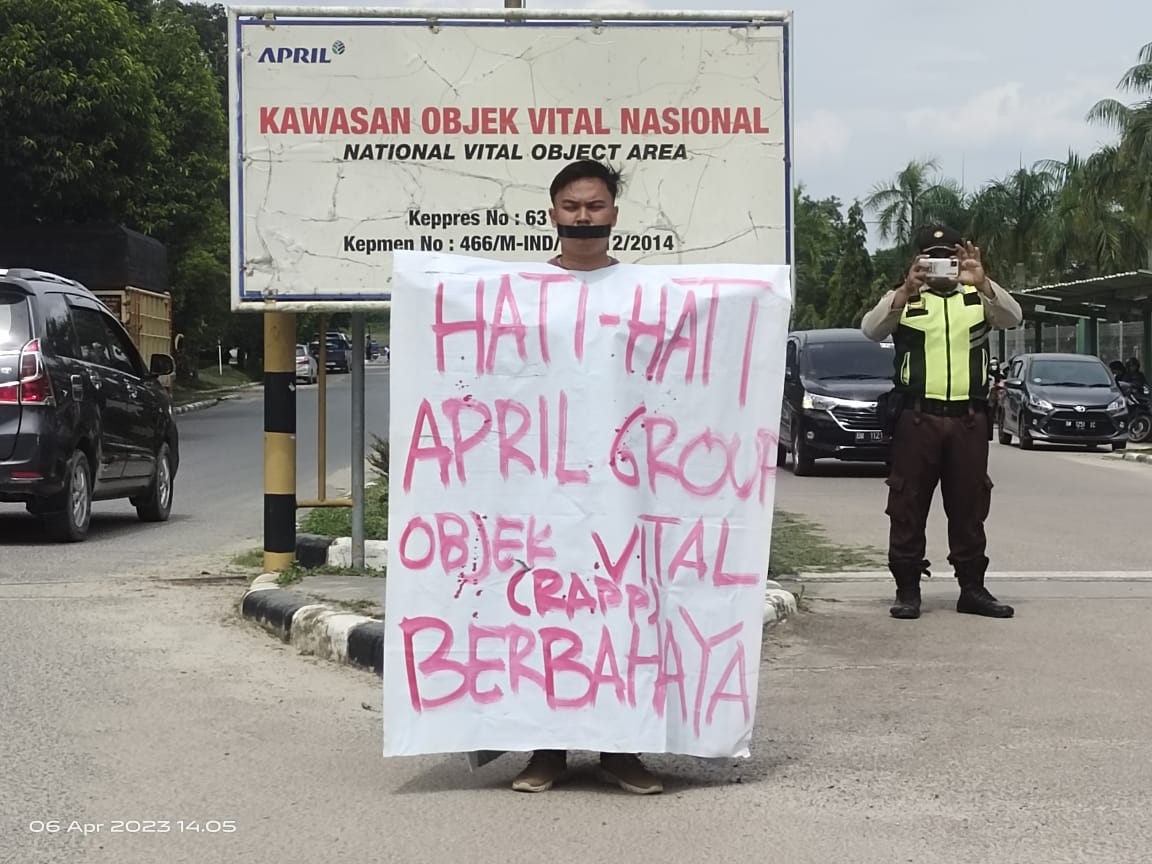 APRIL
KAWASAN OBJEK VITAL NASIONAL
NATIONAL VITAL OBJECT AREA
Keppres No : 63
Kepmen No : 466/M-IND/ 12/2014
HATI-HATI
APRIL GROUP
OBJEK VITAL
(RAPP)
BERBAHAYA
06 Apr 2023 14.05